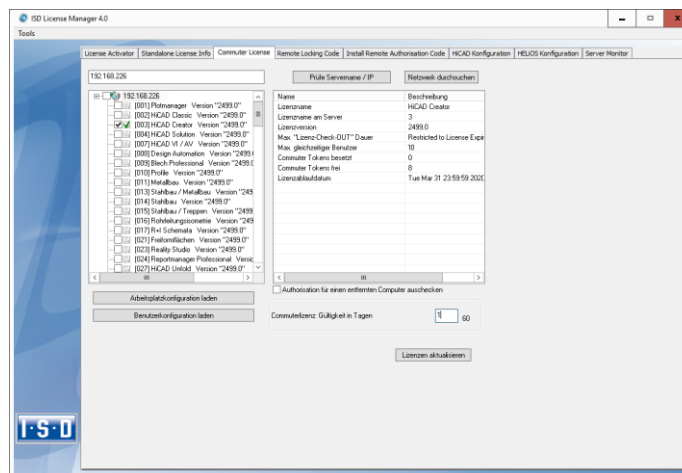 ISD License Manager 4.0
Tools
License Activator Standalone License Info Commuter License Remote Locking Code Install Remote Authorisation Code HiCAD Konfiguration HELiOS Konfiguration Server Monitor
192.168.226
Prüfe Servername / IP
Netzwerk durchsuchen
192.168.226
[001] Plotmanager Version "2499.0"
[002] HiCAD Classic Version "2499.0"
[003] HiCAD Creator Version "2499.0"
[004] HiCAD Solution Version "2499.0"
[007] HiCAD VI / AV Version "2499.0"
[008] Design Automation Version "2499.
[009] Blech Professional Version "2499.0
[010] Profile Version "2499.0"
[011] Metallbau Version "2499.0"
[013] Stahlbau / Metallbau Version "249
[014] Stahlbau Version "2499.0"
[015] Stahlbau / Treppen Version "2499
[016] Rohrleitungsisometrie Version "249
[017] R+I Schemata Version "2499.0"
[021] Freiformflächen Version "2499.0"
[023] Reality Studio Version "2499.0"
[024] Reportmanager Professional Versio
[027] HiCAD Unfold Version "2499.0"
Name Beschreibung
Lizenzname HiCAD Creator
Lizenzname am Server 3
Lizenzversion 2499.0
Max. "Lizenz-Check-OUT" Dauer Restricted to License Expir
Max. gleichzeitiger Benutzer 10
Commuter Tokens besetzt 0
Commuter Tokens frei 8
Lizenzablaufdatum Tue Mar 31 23:59:59 2020
Authorisation für einen entfernten Computer auschecken
Arbeitsplatzkonfiguration laden
Benutzerkonfiguration laden
Commuterlizenz: Gültigkeit in Tagen 1 60
Lizenzen aktualisieren
I·S·D